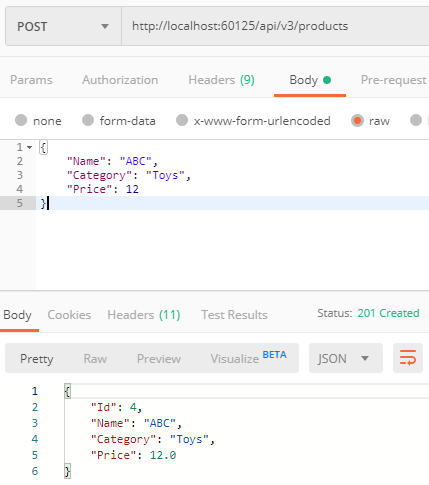 POST http://localhost:60125/api/v3/products
Params Authorization Headers (9) Body Pre-request
none form-data x-www-form-urlencoded raw
1 {
2 "Name": "ABC",
3 "Category": "Toys",
4 "Price": 12
5 }
Body Cookies Headers (11) Test Results Status: 201 Created
Pretty Raw Preview Visualize BETA JSON
1 {
2 "Id": 4,
3 "Name": "ABC",
4 "Category": "Toys",
5 "Price": 12.0
6 }